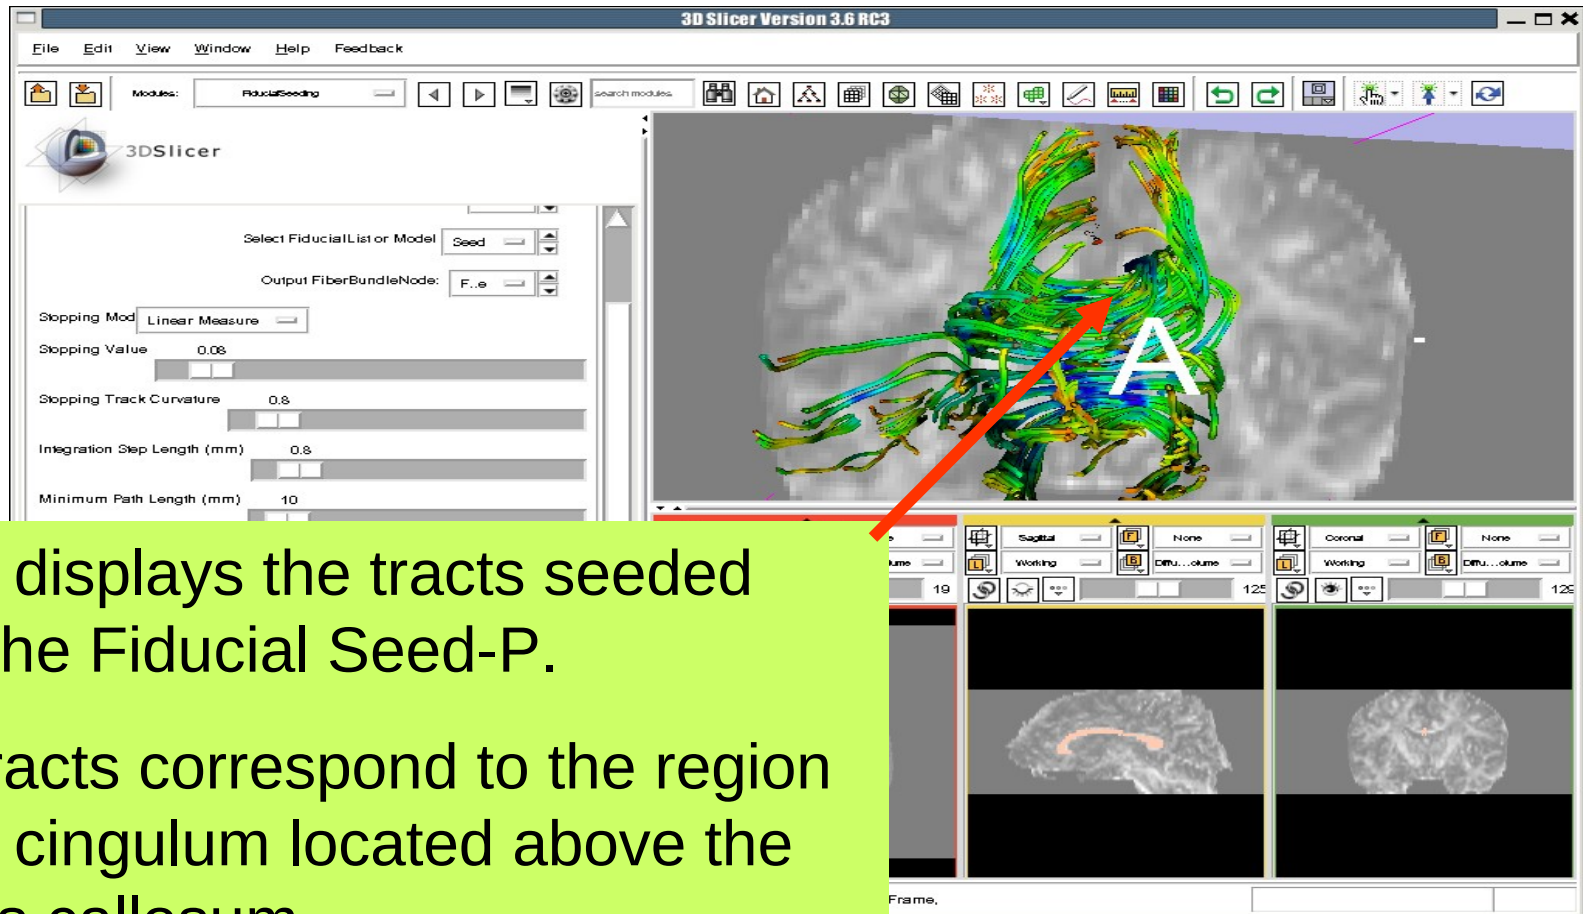 3D Slicer Version 3.6 RC3
File Edit View Window Help Feedback
Modules: FiducialSeeding search modules
3DSlicer
Select FiducialList or Model Seed
Output FiberBundleNode: F..e
Stopping Mod Linear Measure
Stopping Value 0.06
Stopping Track Curvature 0.8
Integration Step Length (mm) 0.8
Minimum Path Length (mm) 10
A
-
Sagittal None Coronal None
Working Diffu...olume Working Diffu...olume
19 125 129
displays the tracts seeded
he Fiducial Seed-P.
racts correspond to the region
cingulum located above the
callosum
Frame,